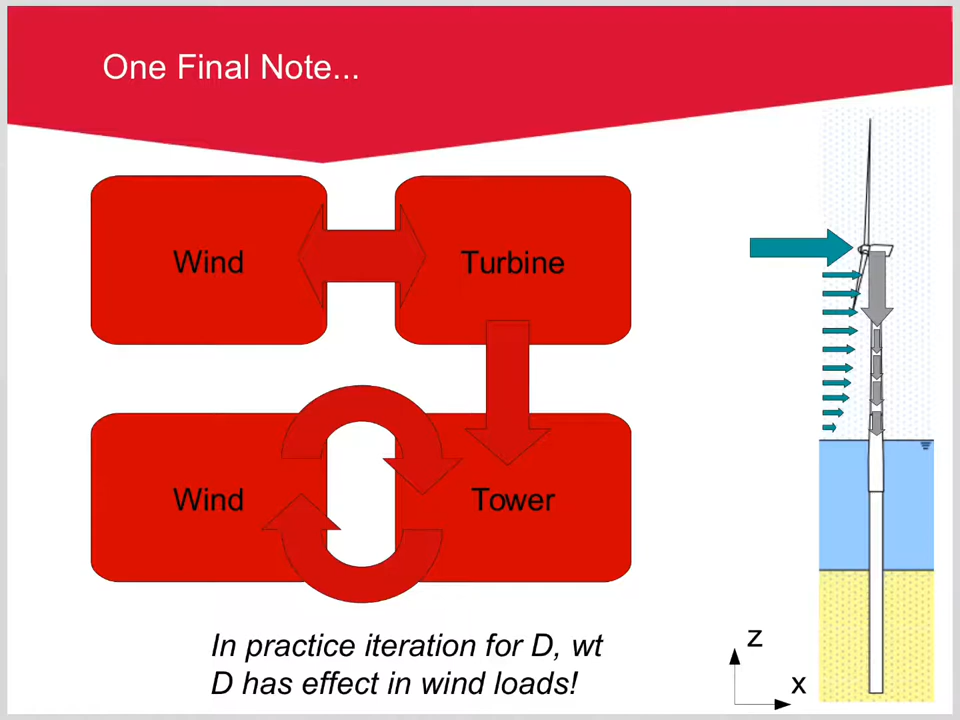 One Final Note...
Wind
Turbine
Wind
Tower
In practice iteration for D, wt
D has effect in wind loads!
z
x